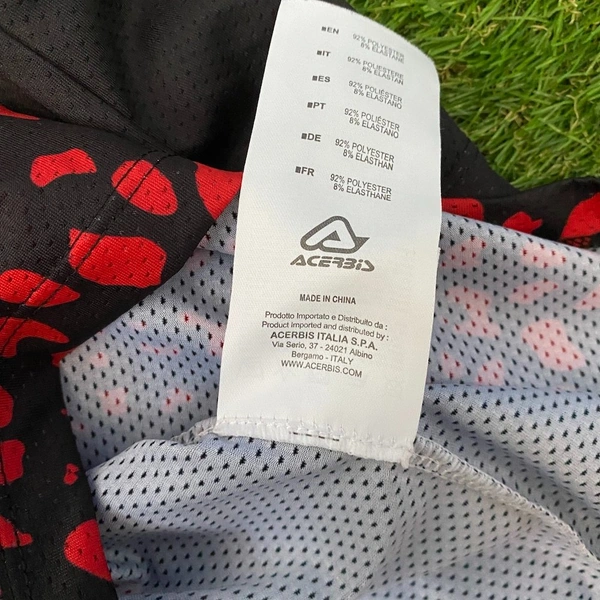 EN 92% POLYESTER
8% ELASTANE
IT 92% POLIESTERE
8% ELASTAN
ES 92% POLIÉSTER
8% ELASTANO
PT 92% POLIÉSTER
8% ELASTANO
DE 92% POLYESTER
8% ELASTHAN
FR 92% POLYESTER
8% ELASTHANE
ACERBIS
MADE IN CHINA
Prodotto Importato e Distribuito da :
Product imported and distributed by :
ACERBIS ITALIA S.P.A.
Via Serio, 37 - 24021 Albino
Bergamo - ITALY
WWW.ACERBIS.COM